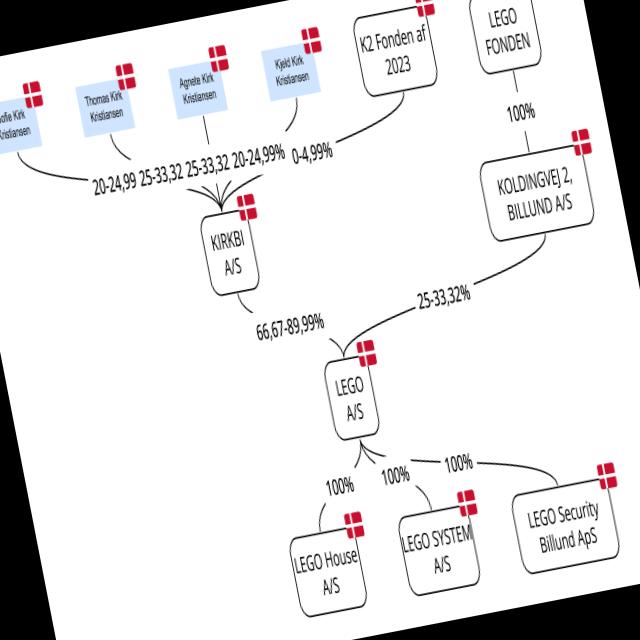 K2 Fonden af
2023
LEGO
FONDEN
Sofie Kirk
Kristiansen
Thomas Kirk
Kristiansen
Agnete Kirk
Kristiansen
Kjeld Kirk
Kristiansen
100%
20-24,99 25-33,32 25-33,32 20-24,99% 0-4,99%
KOLDINGVEJ 2,
BILLUND A/S
KIRKBI
A/S
66,67-89,99%
25-33,32%
LEGO
A/S
100%
100%
100%
LEGO House
A/S
LEGO SYSTEM
A/S
LEGO Security
Billund ApS